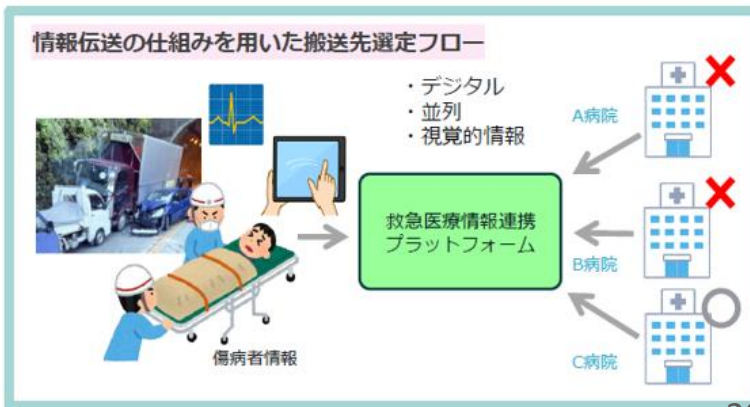 情報伝送の仕組みを用いた搬送先選定フロー
・デジタル
・並列
・視覚的情報
A病院
救急医療情報連携
プラットフォーム
B病院
傷病者情報
C病院